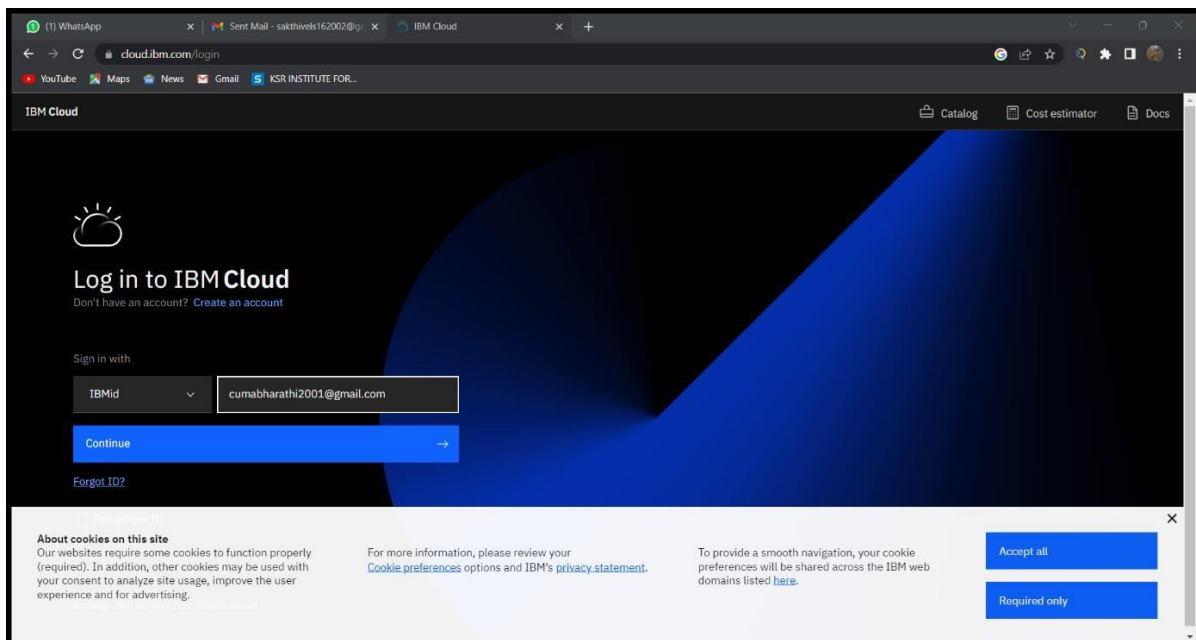 (1) WhatsApp
Sent Mail - sakthivels162002@g
IBM Cloud
cloud.ibm.com/login
YouTube Maps News Gmail KSR INSTITUTE FOR...
IBM Cloud Catalog Cost estimator Docs
Log in to IBM Cloud
Don't have an account? Create an account
Sign in with
IBMid cumabharathi2001@gmail.com
Continue
Forgot ID?
Remember ID
About cookies on this site
Our websites require some cookies to function properly
(required). In addition, other cookies may be used with
your consent to analyze site usage, improve the user
experience and for advertising.
For more information, please review your
Cookie preferences options and IBM's privacy statement.
To provide a smooth navigation, your cookie
preferences will be shared across the IBM web
domains listed here.
Accept all
Required only